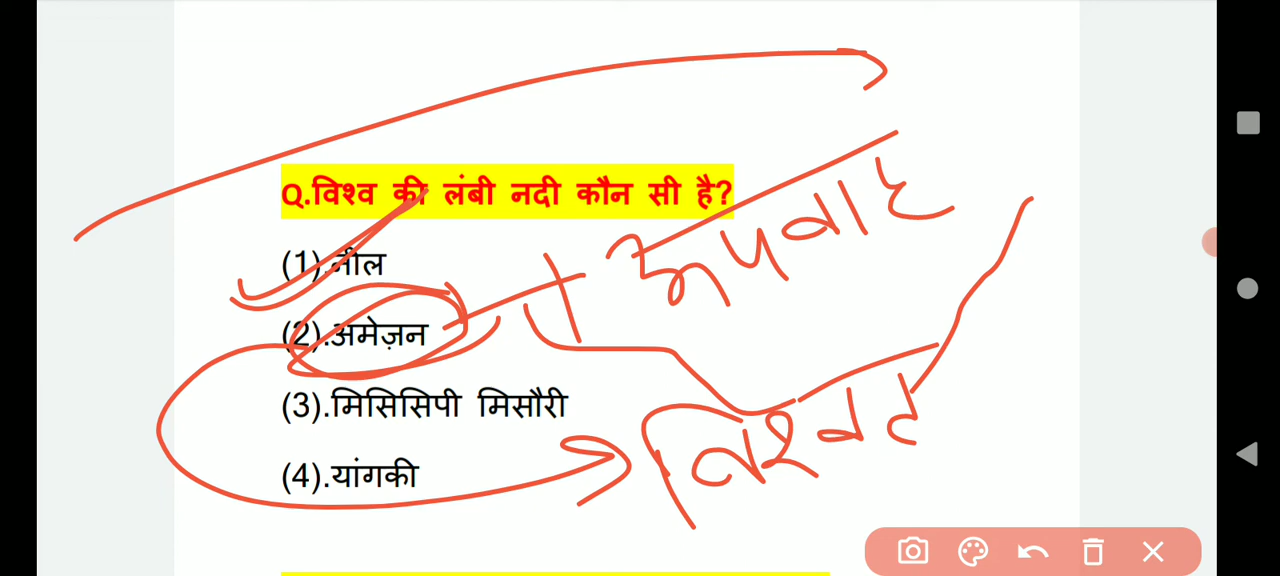 Q.विश्व की लंबी नदी कौन सी है?
(1).नील
(2).अमेज़न
(3).मिसिसिपी मिसौरी
(4).यांगकी